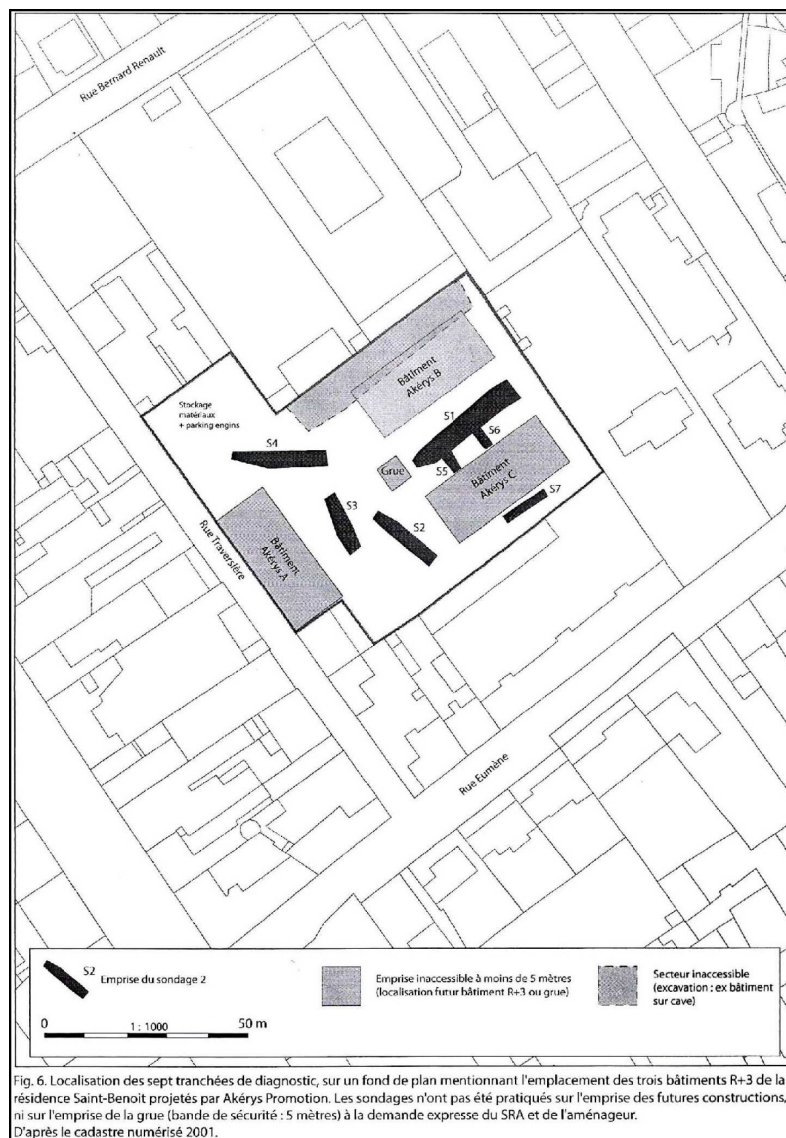 Rue Bernard Renault
Stockage
matériaux
+ parking engins
Bâtiment
Akérys B
S1
S6
S4
S5
Grue
Bâtiment
Akérys C
S7
S3
S2
Rue Traversière
Bâtiment
Akérys A
Rue Eumène
S2
Emprise du sondage 2
Emprise inaccessible à moins de 5 mètres
(localisation futur bâtiment R+3 ou grue)
Secteur inaccessible
(excavation : ex bâtiment
sur cave)
0
1 : 1000
50 m
Fig. 6. Localisation des sept tranchées de diagnostic, sur un fond de plan mentionnant l'emplacement des trois bâtiments R+3 de la
résidence Saint-Benoit projetés par Akérys Promotion. Les sondages n'ont pas été pratiqués sur l'emprise des futures constructions,
ni sur l'emprise de la grue (bande de sécurité : 5 mètres) à la demande expresse du SRA et de l'aménageur.
D'après le cadastre numérisé 2001.